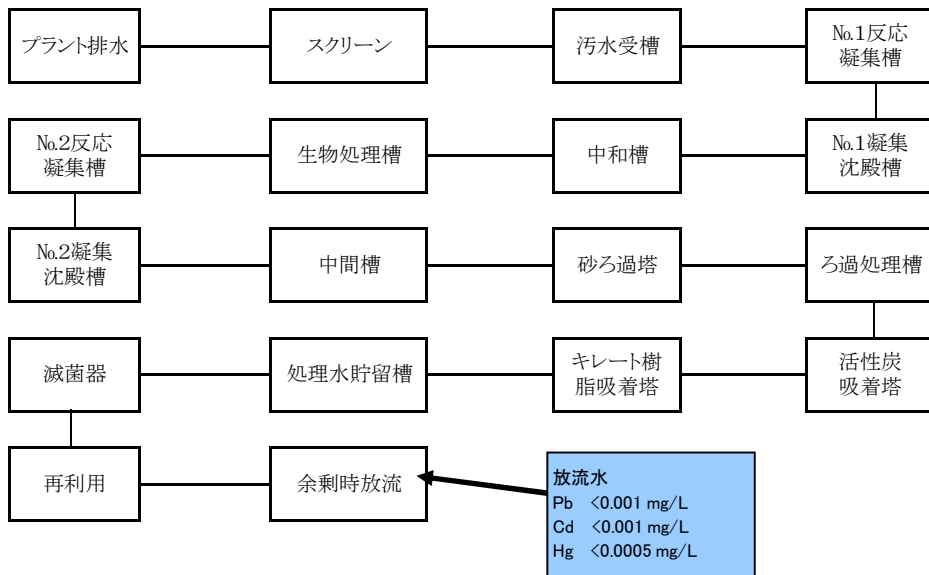 プラント排水
スクリーン
汚水受槽
No.1反応
凝集槽
No.2反応
凝集槽
生物処理槽
中和槽
No.1凝集
沈殿槽
No.2凝集
沈殿槽
中間槽
砂ろ過塔
ろ過処理槽
滅菌器
処理水貯留槽
キレート樹
脂吸着塔
活性炭
吸着塔
再利用
余剰時放流
放流水
Pb <0.001 mg/L
Cd <0.001 mg/L
Hg <0.0005 mg/L